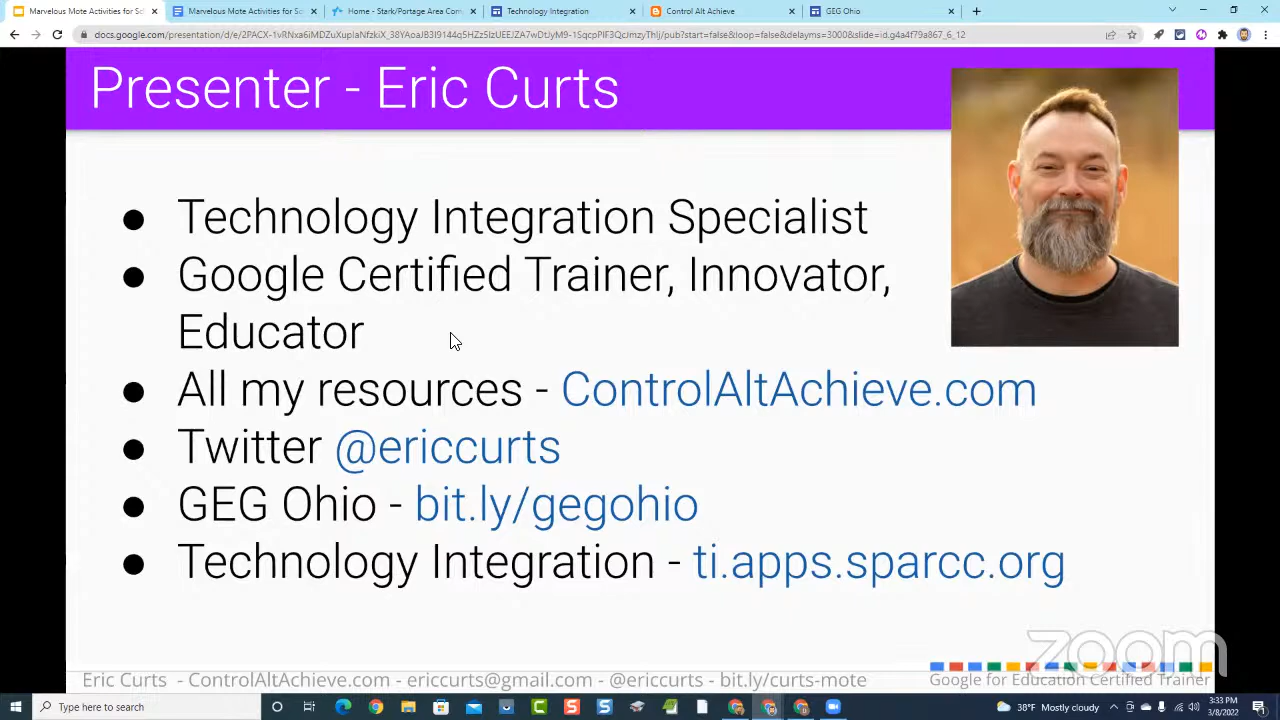 Marvelous Mote Activities for Sc
Marvelous Mote Activities for Sc
Home - Stark/Portage Area Com
Technology Integration
Control Alt Achieve
GEG Ohio
Presenter - Eric Curts
● Technology Integration Specialist
● Google Certified Trainer, Innovator,
Educator
● All my resources - ControlAltAchieve.com
● Twitter @ericcurts
● GEG Ohio - bit.ly/gegohio
● Technology Integration - ti.apps.sparcc.org
zoom
Eric Curts - ControlAltAchieve.com - ericcurts@gmail.com - @ericcurts - bit.ly/curts-mote
Google for Education Certified Trainer
Type here to search
38°F Mostly cloudy
3:33 PM
3/8/2022